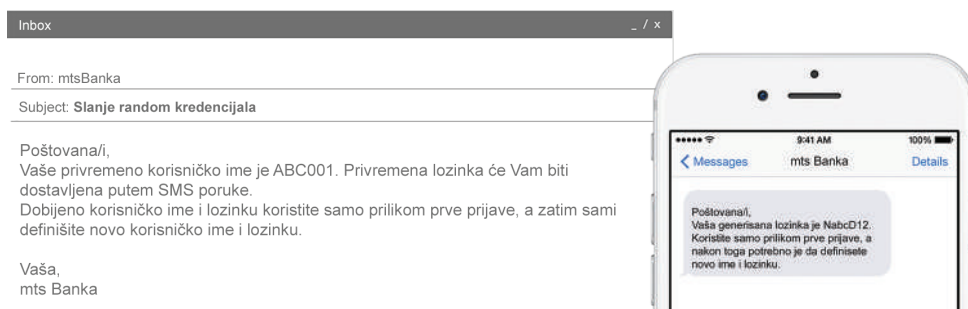 Inbox
_ / x
From: mtsBanka
Subject: Slanje random kredencijala
Poštovana/i,
Vaše privremeno korisničko ime je ABC001. Privremena lozinka će Vam biti
dostavljena putem SMS poruke.
Dobijeno korisničko ime i lozinku koristite samo prilikom prve prijave, a zatim sami
definišite novo korisničko ime i lozinku.
Vaša,
mts Banka
9:41 AM
100%
Messages
mts Banka
Details
Poštovana/i,
Vaša generisana lozinka je NabcD12.
Koristite samo prilikom prve prijave, a
nakon toga potrebno je da definisete
novo ime i lozinku.